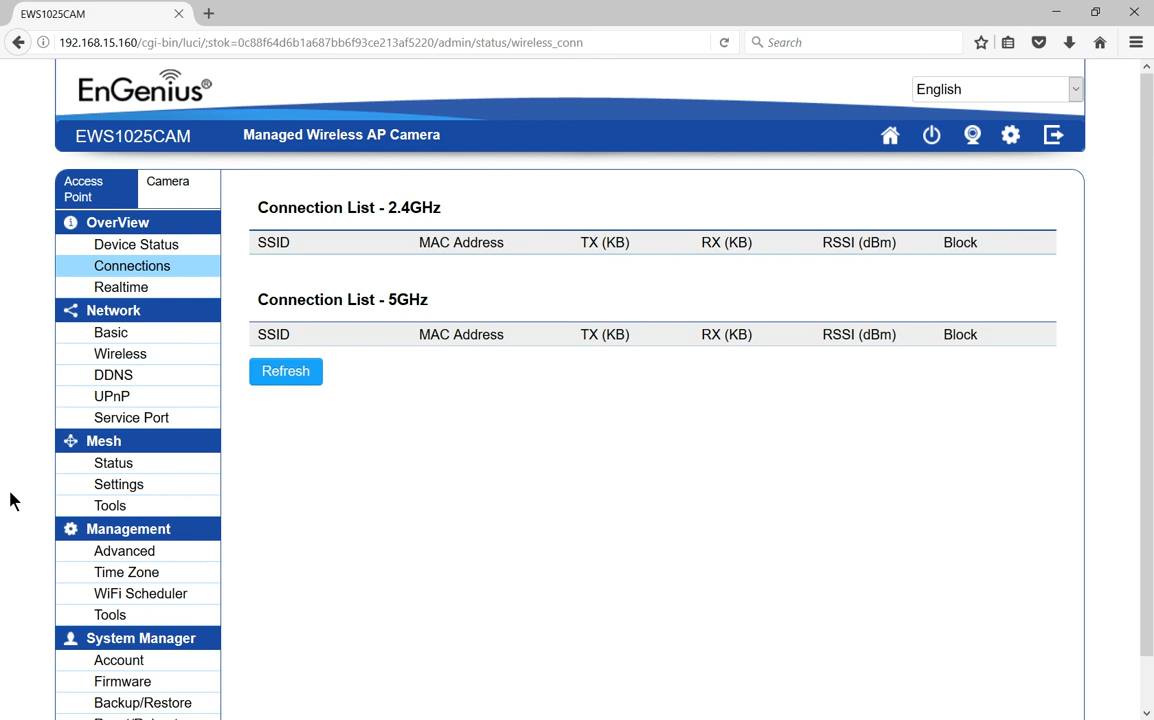 EWS1025CAM
192.168.15.160/cgi-bin/luci/;stok=0c88f64d6b1a687bb6f93ce213af5220/admin/status/wireless_conn
Search
EnGenius®
English
EWS1025CAM
Managed Wireless AP Camera
Access
Point
Camera
OverView
Device Status
Connections
Realtime
Network
Basic
Wireless
DDNS
UPnP
Service Port
Mesh
Status
Settings
Tools
Management
Advanced
Time Zone
WiFi Scheduler
Tools
System Manager
Account
Firmware
Backup/Restore
Connection List - 2.4GHz
SSID MAC Address TX (KB) RX (KB) RSSI (dBm) Block
Connection List - 5GHz
SSID MAC Address TX (KB) RX (KB) RSSI (dBm) Block
Refresh